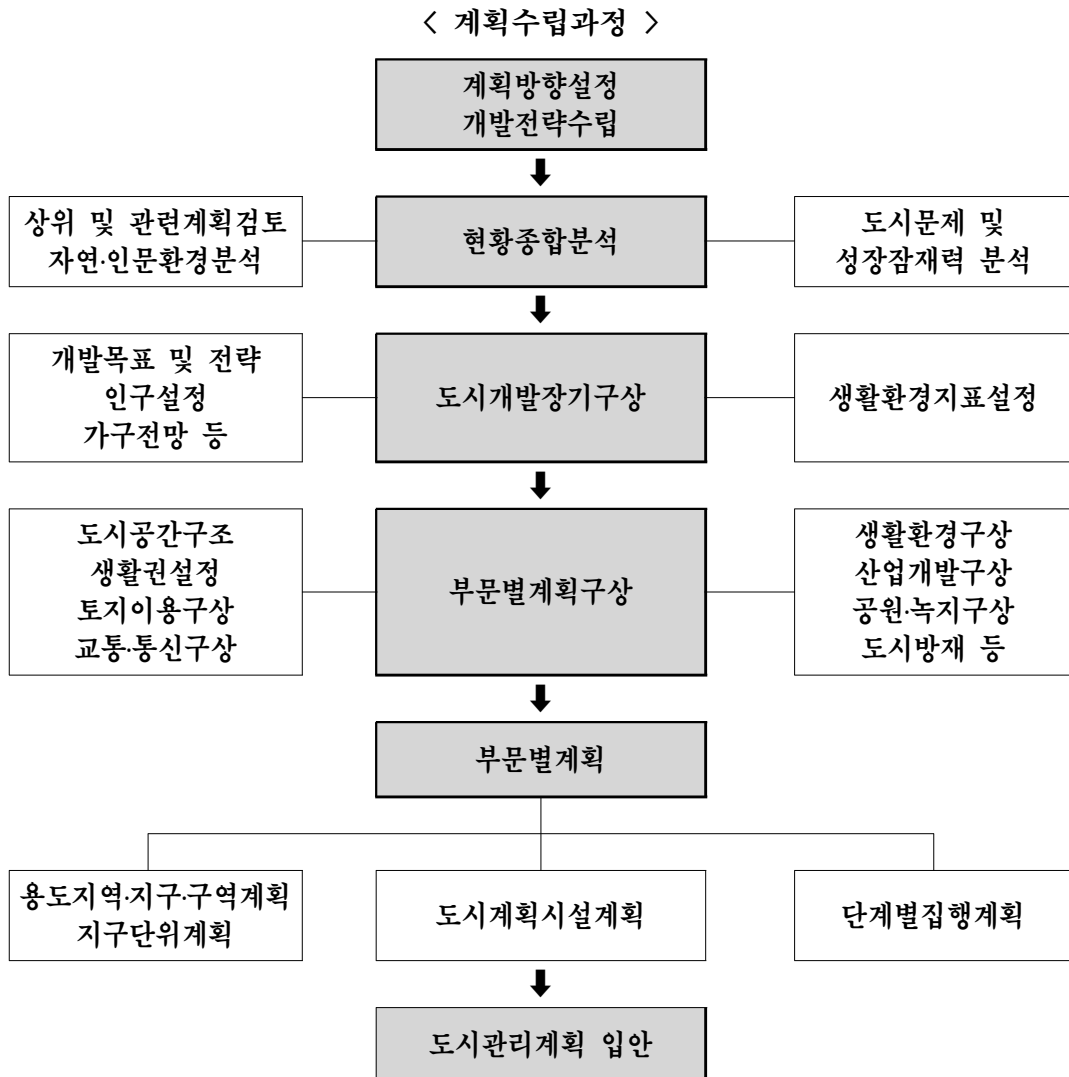 < 계획수립과정 >
계획방향설정
개발전략수립
상위 및 관련계획검토
자연·인문환경분석
현황종합분석
도시문제 및
성장잠재력 분석
개발목표 및 전략
인구설정
가구전망 등
도시개발장기구상
생활환경지표설정
도시공간구조
생활권설정
토지이용구상
교통·통신구상
부문별계획구상
생활환경구상
산업개발구상
공원·녹지구상
도시방재 등
부문별계획
용도지역·지구·구역계획
지구단위계획
도시계획시설계획
단계별집행계획
도시관리계획 입안